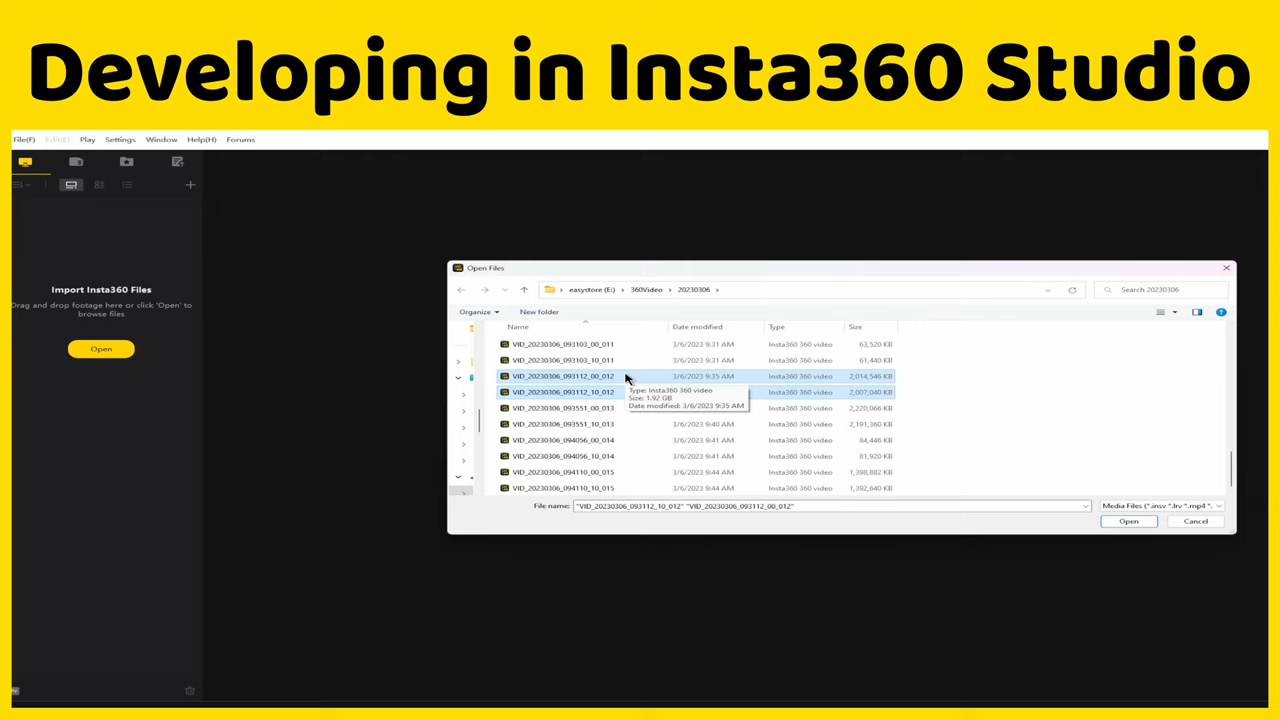 Developing in Insta360 Studio
File(F) Edit(E) Play Settings Window Help(H) Forums
Import Insta360 Files
Drag and drop footage here or click 'Open' to
browse files
Open
Open Files
easystore (E:) > 360Video > 20230306 >
Search 20230306
Organize New folder
Name Date modified Type Size
VID_20230306_093103_00_011 3/6/2023 9:31 AM Insta360 360 video 63,520 KB
VID_20230306_093103_10_011 3/6/2023 9:31 AM Insta360 360 video 61,440 KB
VID_20230306_093112_00_012 3/6/2023 9:35 AM Insta360 360 video 2,014,546 KB
VID_20230306_093112_10_012 Insta360 360 video 2,007,040 KB
Type: Insta360 360 video
Size: 1.92 GB
Date modified: 3/6/2023 9:35 AM
VID_20230306_093551_00_013 Insta360 360 video 2,220,066 KB
VID_20230306_093551_10_013 3/6/2023 9:40 AM Insta360 360 video 2,191,360 KB
VID_20230306_094056_00_014 3/6/2023 9:41 AM Insta360 360 video 84,446 KB
VID_20230306_094056_10_014 3/6/2023 9:41 AM Insta360 360 video 81,920 KB
VID_20230306_094110_00_015 3/6/2023 9:44 AM Insta360 360 video 1,398,882 KB
VID_20230306_094110_10_015 3/6/2023 9:44 AM Insta360 360 video 1,392,640 KB
File name: "VID_20230306_093112_10_012" "VID_20230306_093112_00_012" Media Files (*.insv *.lrv *.mp4 *.
Open Cancel